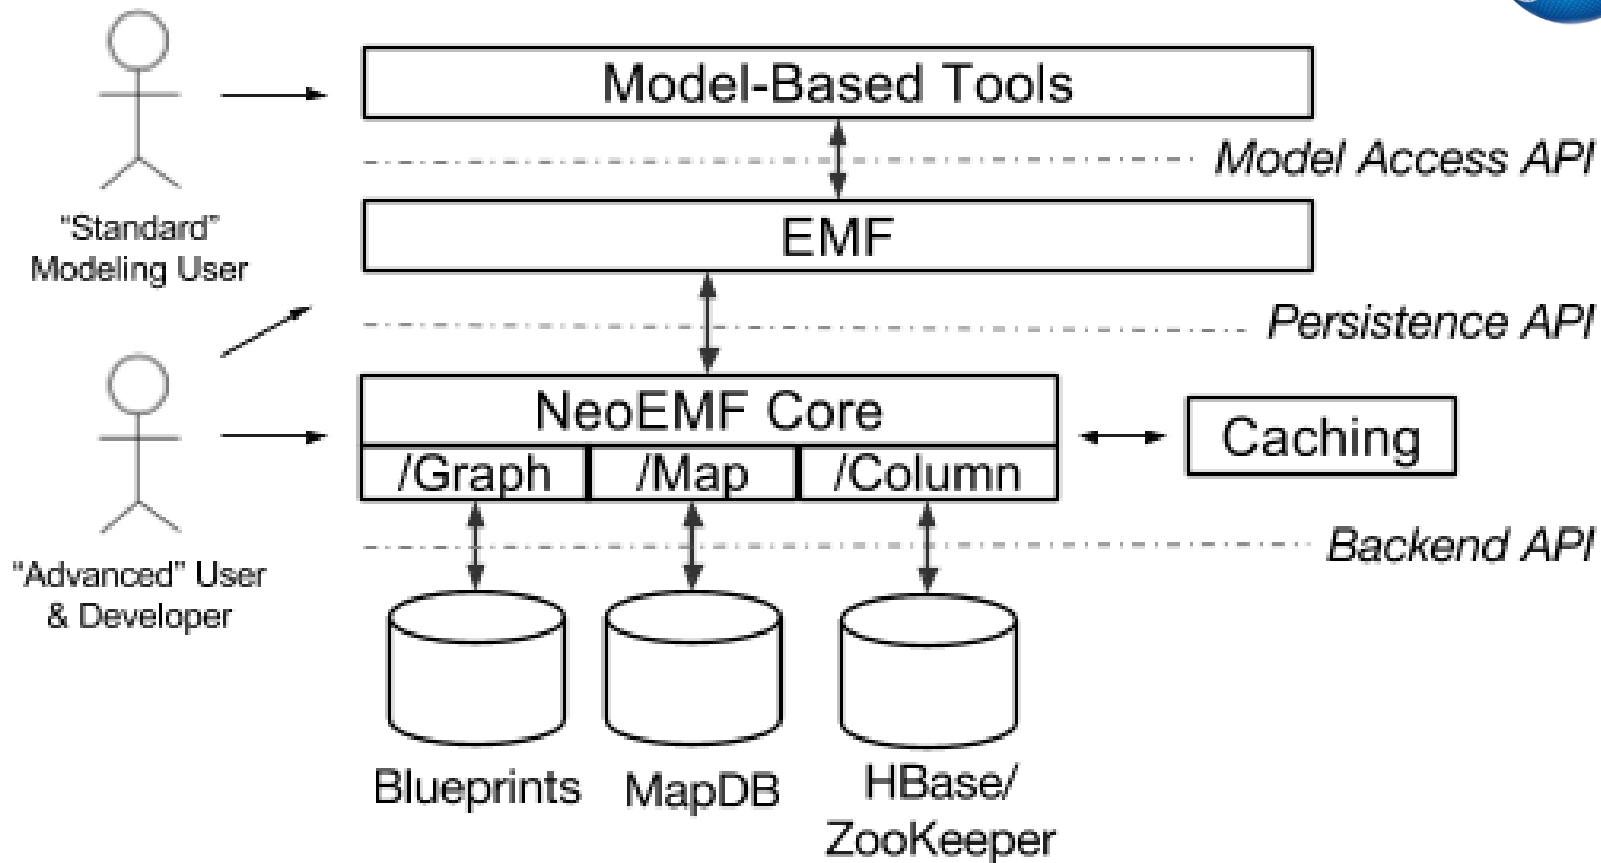 Model-Based Tools
Model Access API
“Standard”
Modeling User
EMF
Persistence API
NeoEMF Core
/Graph
/Map
/Column
Caching
Backend API
“Advanced” User
& Developer
Blueprints
MapDB
HBase/
ZooKeeper